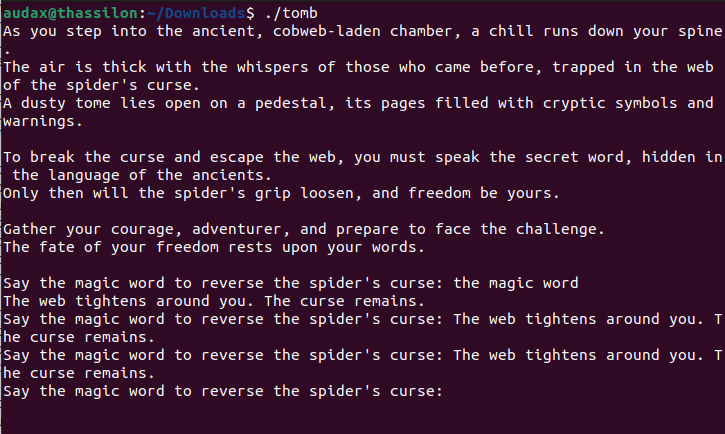 audax@thassilon:~/Downloads$ ./tomb
As you step into the ancient, cobweb-laden chamber, a chill runs down your spine
.
The air is thick with the whispers of those who came before, trapped in the web
of the spider's curse.
A dusty tome lies open on a pedestal, its pages filled with cryptic symbols and
warnings.

To break the curse and escape the web, you must speak the secret word, hidden in
 the language of the ancients.
Only then will the spider's grip loosen, and freedom be yours.

Gather your courage, adventurer, and prepare to face the challenge.
The fate of your freedom rests upon your words.

Say the magic word to reverse the spider's curse: the magic word
The web tightens around you. The curse remains.
Say the magic word to reverse the spider's curse: The web tightens around you. T
he curse remains.
Say the magic word to reverse the spider's curse: The web tightens around you. T
he curse remains.
Say the magic word to reverse the spider's curse: